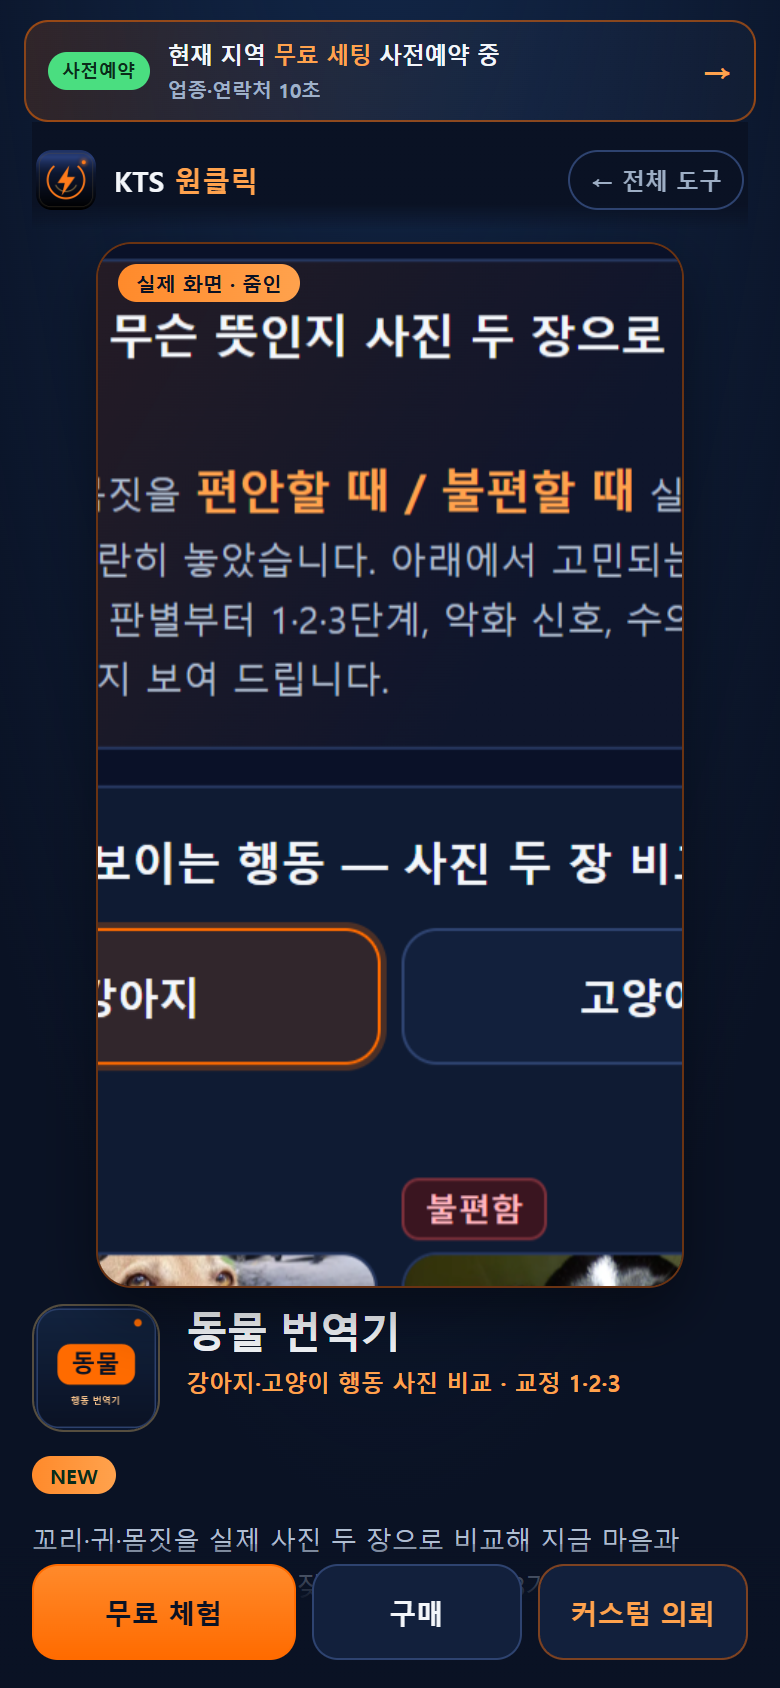 사전예약
현재 지역 무료 세팅 사전예약 중
업종·연락처 10초
→
KTS 원클릭
← 전체 도구
실제 화면 · 줌인
무슨 뜻인지 사진 두 장으로
편안할 때 / 불편할 때
놓았습니다. 아래에서
판별부터 1·2·3단계, 악화 신호,
보여 드립니다.
보이는 행동 — 사진 두 장
강아지
불편함
동물
행동 번역기
동물 번역기
강아지·고양이 행동 사진 비교 · 교정 1·2·3
NEW
꼬리·귀·몸짓을 실제 사진 두 장으로 비교해 지금 마음과
무료 체험
구매
커스텀 의뢰